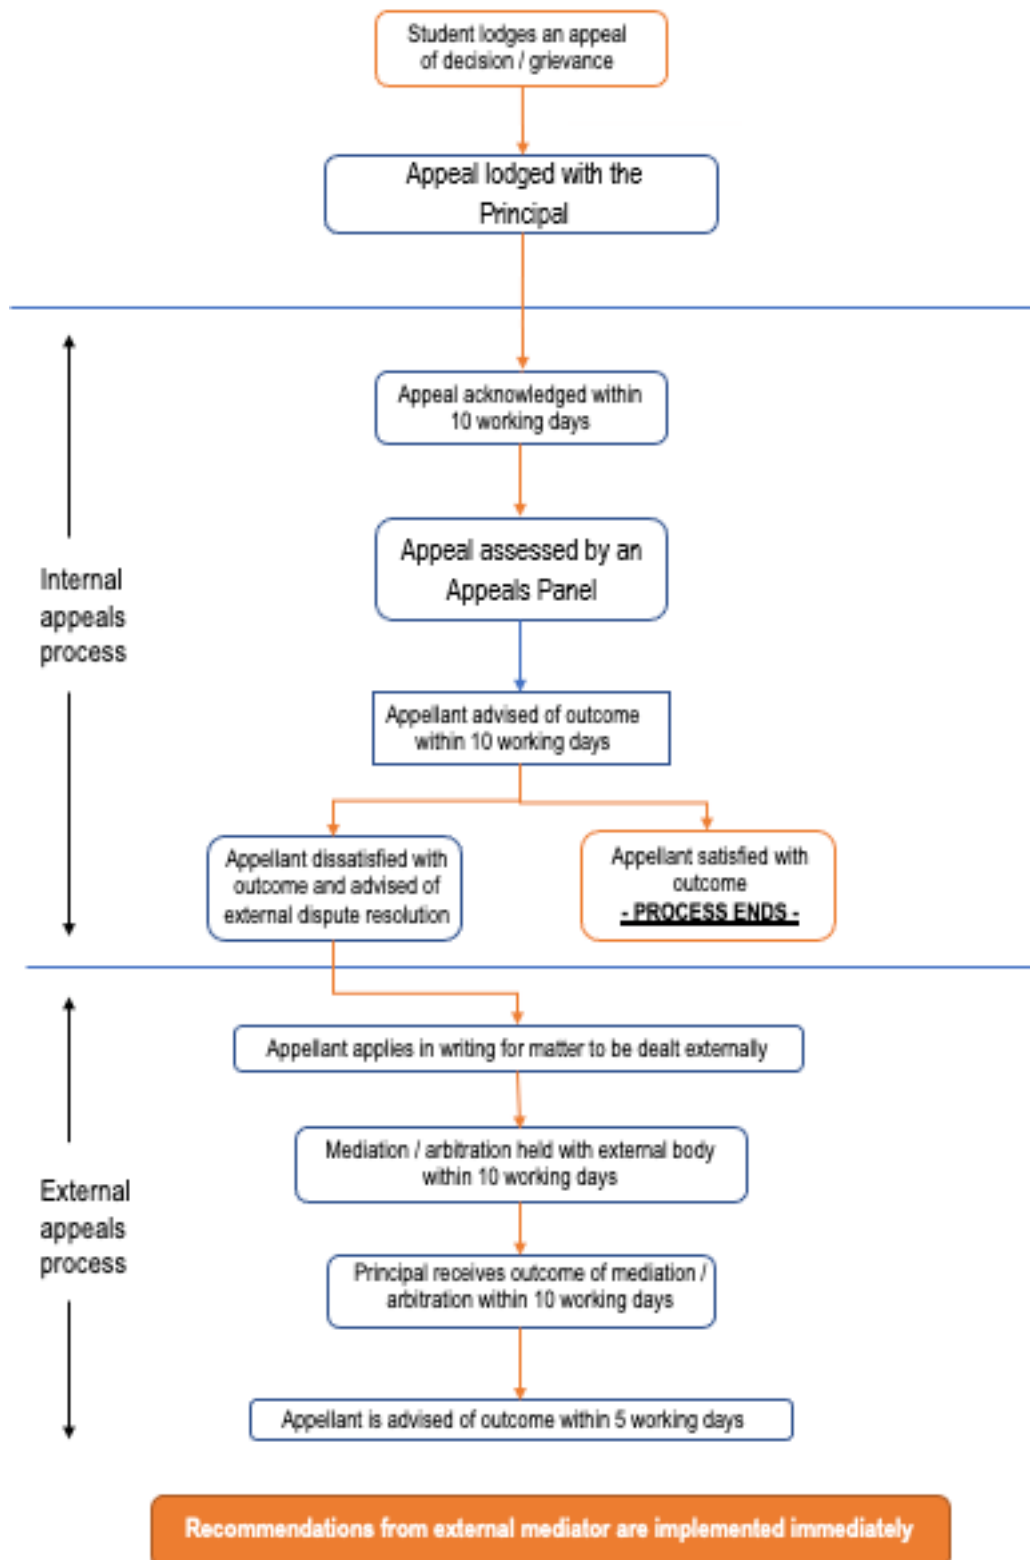 Student lodges an appeal
of decision / grievance
Appeal lodged with the
Principal
Appeal acknowledged within
10 working days
Appeal assessed by an
Appeals Panel
Internal
appeals
process
Appellant advised of outcome
within 10 working days
Appellant dissatisfied with
outcome and advised of
external dispute resolution
Appellant satisfied with
outcome
- PROCESS ENDS -
Appellant applies in writing for matter to be dealt externally
Mediation / arbitration held with external body
within 10 working days
External
appeals
process
Principal receives outcome of mediation /
arbitration within 10 working days
Appellant is advised of outcome within 5 working days
Recommendations from external mediator are implemented immediately